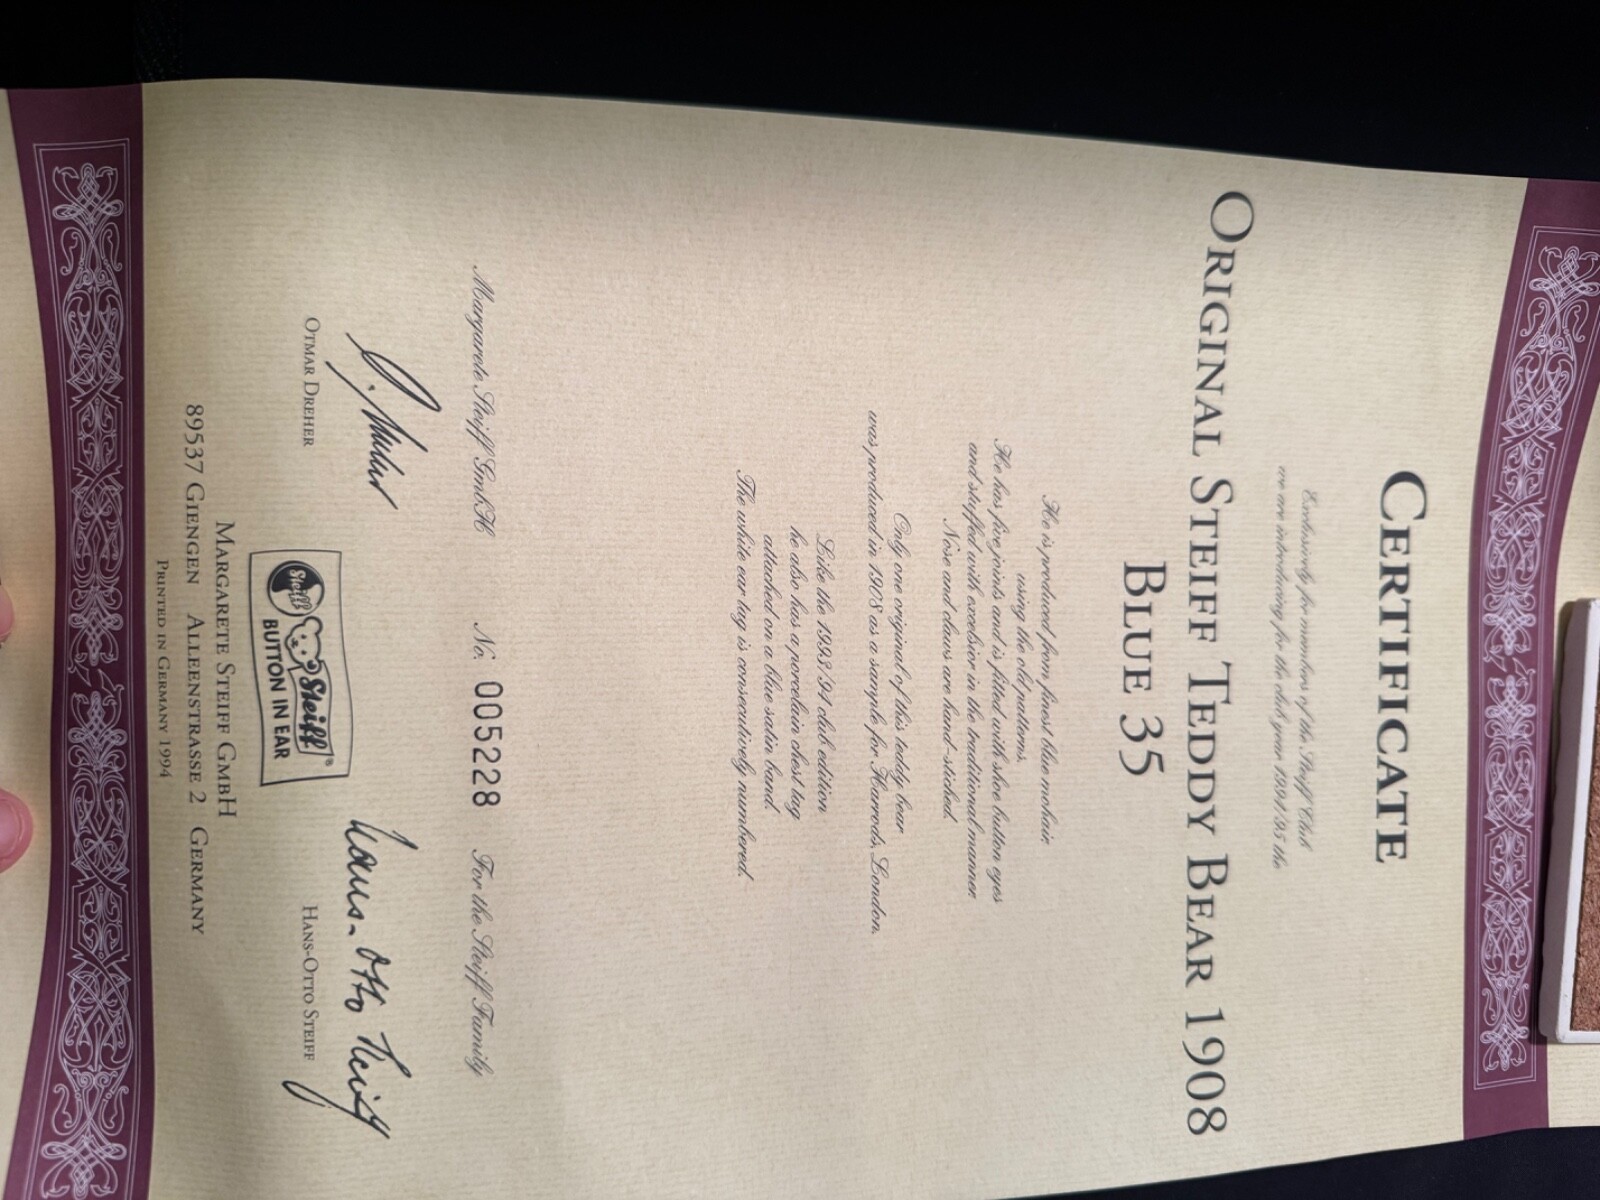 CERTIFICATE
Exclusively for members of the Steiff Club
we are introducing for the club year 1994/95 the
ORIGINAL STEIFF TEDDY BEAR 1908
BLUE 35
He is produced from finest blue mohair
using the old patterns.
He has five joints and is fitted with shoe button eyes
and stuffed with excelsior in the traditional manner.
Nose and claws are hand-stiched.
Only one original of this teddy bear
was produced in 1908 as a sample for Harrods, London.
Like the 1993/94 club edition
he also has a porcelain chest tag
attached on a blue satin band.
The white ear tag is consecutively numbered.
Margarete Steiff GmbH No. 005228 For the Steiff Family
OTMAR DREHER HANS-OTTO STEIFF
Hans-Otto Steiff
Steiff Steiff®
BUTTON IN EAR
MARGARETE STEIFF GMBH
89537 GIENGEN ALLEENSTRASSE 2 GERMANY
PRINTED IN GERMANY 1994